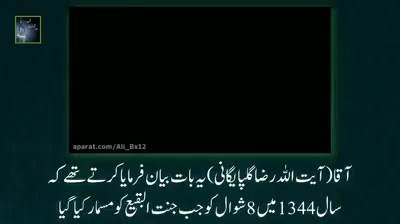 aparat.com/Ali_Bs12
آقا (آیت اللہ رضا گلپایگانی) یہ بات بیان فرمایا کرتے تھے کہ
سال 1344 میں 8 شوال کو جب جنت البقیع کو مسمار کیا گیا